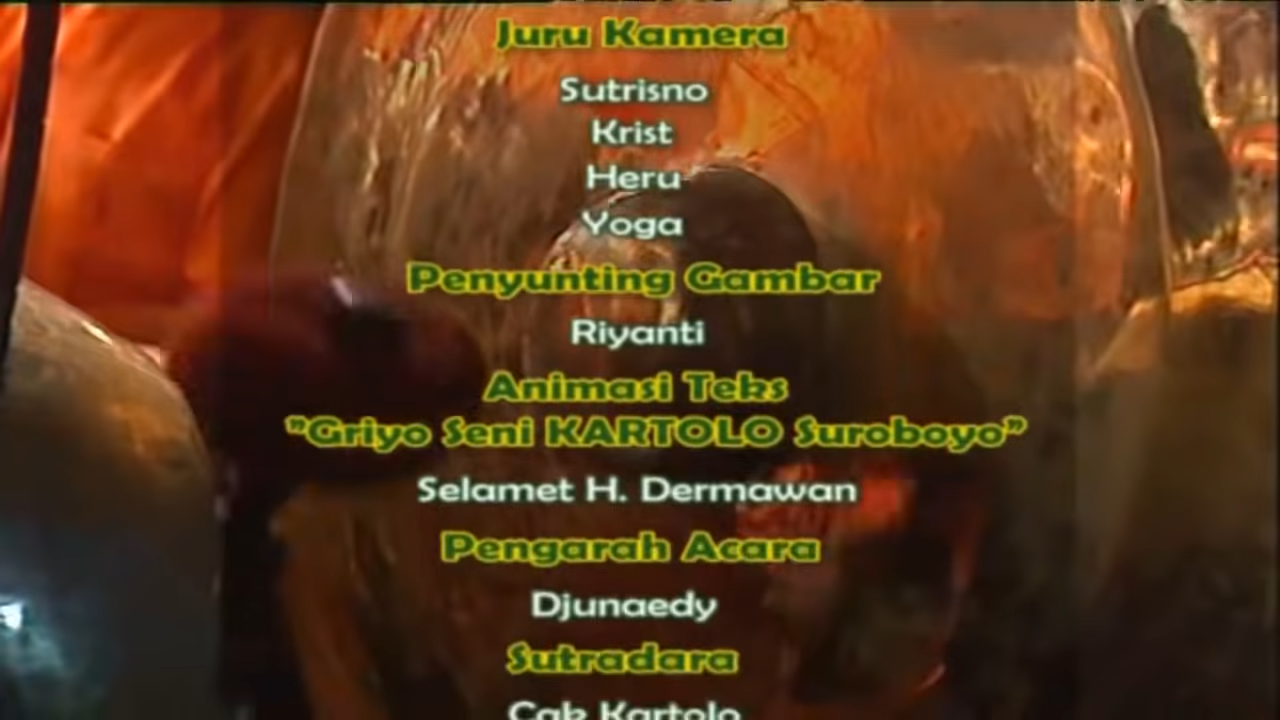 Juru Kamera
Sutrisno
Krist
Heru
Yoga
Penyunting Gambar
Riyanti
Animasi Teks
"Griyo Seni KARTOLO Suroboyo"
Selamet H. Dermawan
Pengarah Acara
Djunaedy
Sutradara
Cak Kartolo